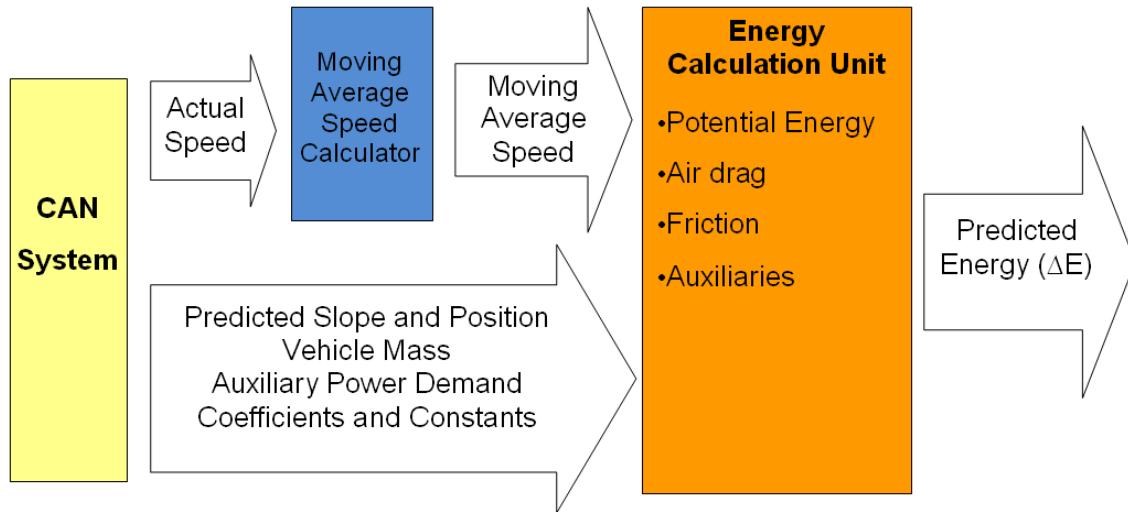 CAN
System
Actual
Speed
Moving
Average
Speed
Calculator
Moving
Average
Speed
Energy
Calculation Unit
•Potential Energy
•Air drag
•Friction
•Auxiliaries
Predicted Slope and Position
Vehicle Mass
Auxiliary Power Demand
Coefficients and Constants
Predicted
Energy (ΔE)